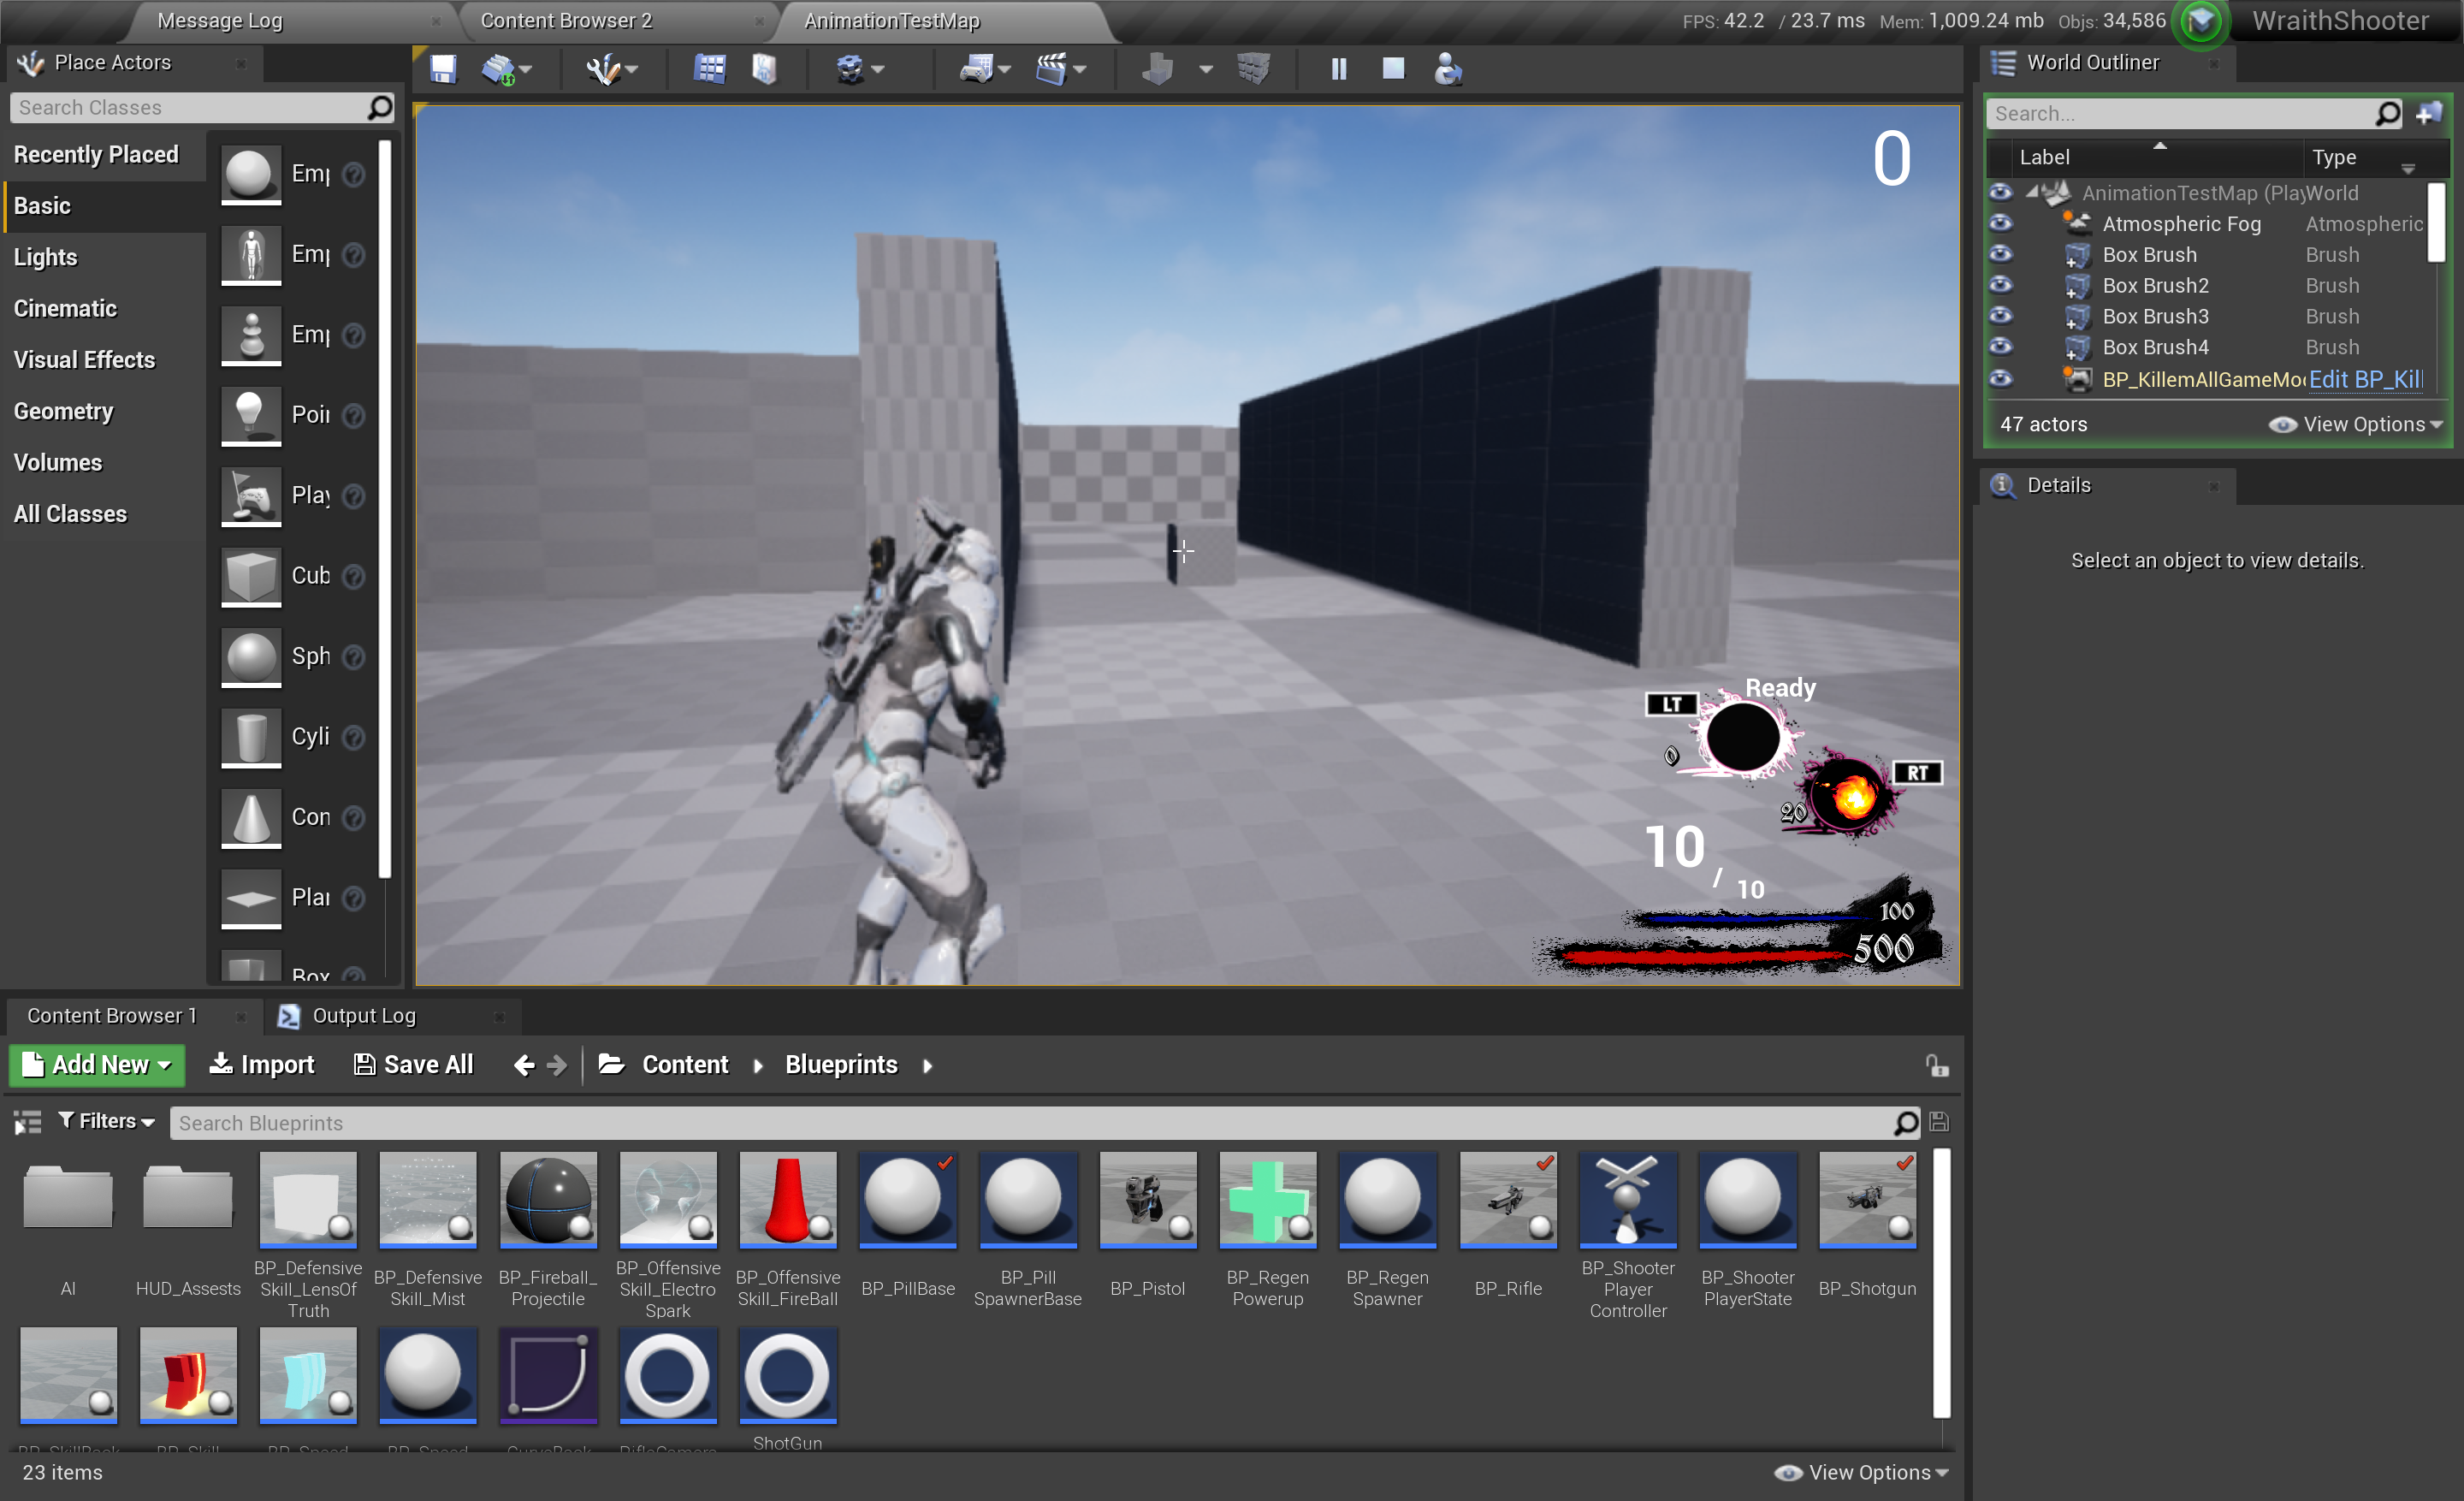 Message Log
Content Browser 2
AnimationTestMap
FPS: 42.2 / 23.7 ms Mem: 1,009.24 mb Objs: 34,586
WraithShooter
Place Actors
Search Classes
Recently Placed
Basic
Lights
Cinematic
Visual Effects
Geometry
Volumes
All Classes
Emp
Emp
Emp
Poin
Play
Cub
Sph
Cyli
Con
Plan
Box
0
Ready
LT
0
RT
20
10
/
10
100
500
World Outliner
Search...
Label Type
AnimationTestMap (Play World
Atmospheric Fog Atmospheric
Box Brush Brush
Box Brush2 Brush
Box Brush3 Brush
Box Brush4 Brush
BP_KillemAllGameMod Edit BP_Kill
47 actors
View Options
Details
Select an object to view details.
Content Browser 1
Output Log
Add New
Import
Save All
Content
Blueprints
Filters
Search Blueprints
AI
HUD_Assests
BP_Defensive
Skill_LensOf
Truth
BP_Defensive
Skill_Mist
BP_Fireball_
Projectile
BP_Offensive
Skill_Electro
Spark
BP_Offensive
Skill_FireBall
BP_PillBase
BP_Pill
SpawnerBase
BP_Pistol
BP_Regen
Powerup
BP_Regen
Spawner
BP_Rifle
BP_Shooter
Player
Controller
BP_Shooter
PlayerState
BP_Shotgun
BP_Skill
BP_Speed
BP_Speed
ShotGun
23 items
View Options